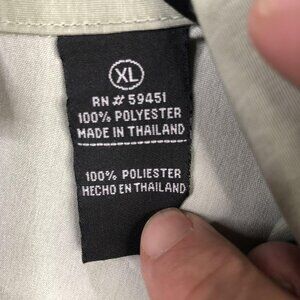 XL
RN # 59451
100% POLYESTER
MADE IN THAILAND
100% POLIESTER
HECHO EN THAILAND